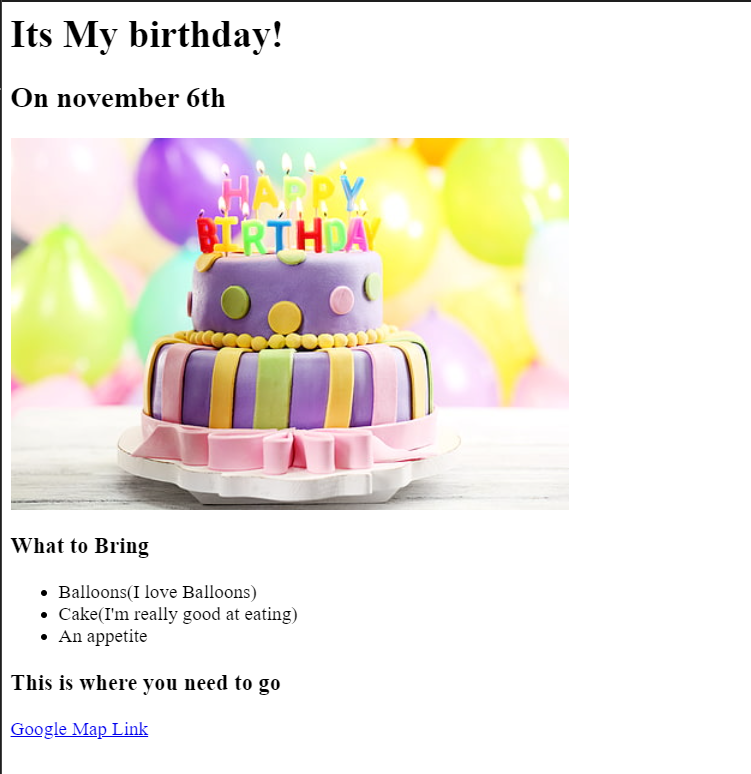 Its My birthday!
On november 6th
HAPPY
BIRTHDAY
What to Bring
Balloons(I love Balloons)
Cake(I'm really good at eating)
An appetite
This is where you need to go
Google Map Link